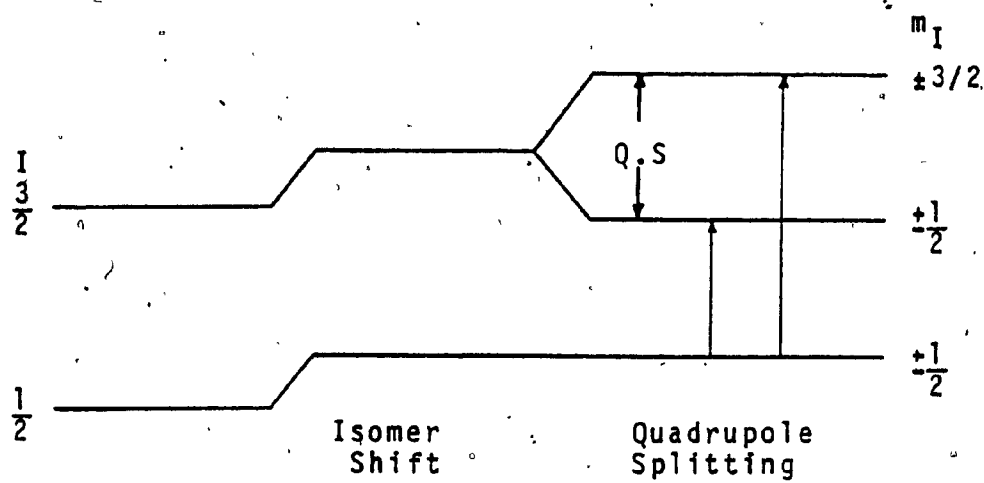 m_I
±3/2
I
3/2
Q.S
±1/2
±1/2
1/2
Isomer
Shift
Quadrupole
Splitting